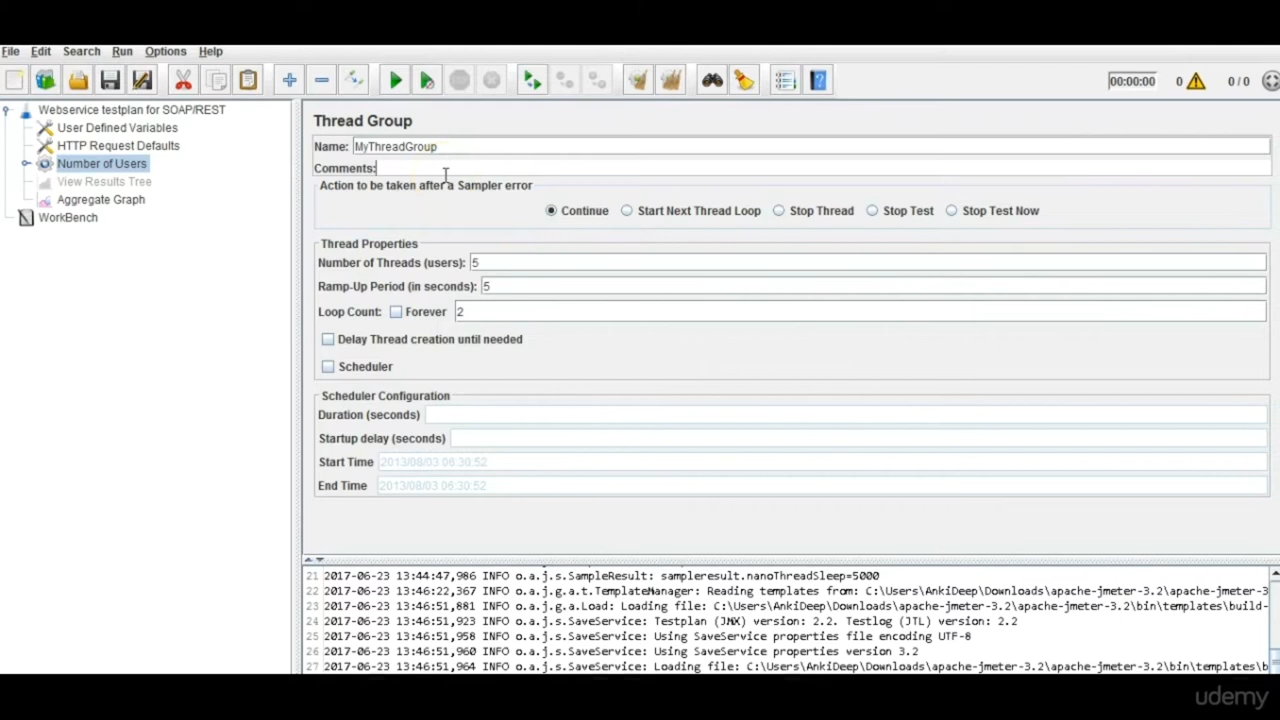 File Edit Search Run Options Help
00:00:00 0 0 / 0
Webservice testplan for SOAP/REST
User Defined Variables
HTTP Request Defaults
Number of Users
View Results Tree
Aggregate Graph
WorkBench
Thread Group
Name: MyThreadGroup
Comments:
Action to be taken after a Sampler error
Continue Start Next Thread Loop Stop Thread Stop Test Stop Test Now
Thread Properties
Number of Threads (users): 5
Ramp-Up Period (in seconds): 5
Loop Count: Forever 2
Delay Thread creation until needed
Scheduler
Scheduler Configuration
Duration (seconds)
Startup delay (seconds)
Start Time 2013/08/03 06:30:52
End Time 2013/08/03 06:30:52
21 2017-06-23 13:44:47,986 INFO o.a.j.s.SampleResult: sampleresult.nanoThreadSleep=5000
22 2017-06-23 13:46:22,367 INFO o.a.j.g.a.t.TemplateManager: Reading templates from: C:\Users\AnkiDeep\Downloads\apache-jmeter-3.2\apache-jmeter-3
23 2017-06-23 13:46:51,881 INFO o.a.j.g.a.Load: Loading file: C:\Users\AnkiDeep\Downloads\apache-jmeter-3.2\apache-jmeter-3.2\bin\templates\build-
24 2017-06-23 13:46:51,923 INFO o.a.j.s.SaveService: Testplan (JMX) version: 2.2. Testlog (JTL) version: 2.2
25 2017-06-23 13:46:51,958 INFO o.a.j.s.SaveService: Using SaveService properties file encoding UTF-8
26 2017-06-23 13:46:51,960 INFO o.a.j.s.SaveService: Using SaveService properties version 3.2
27 2017-06-23 13:46:51,964 INFO o.a.j.s.SaveService: Loading file: C:\Users\AnkiDeep\Downloads\apache-jmeter-3.2\apache-jmeter-3.2\bin\templates\b
udemy